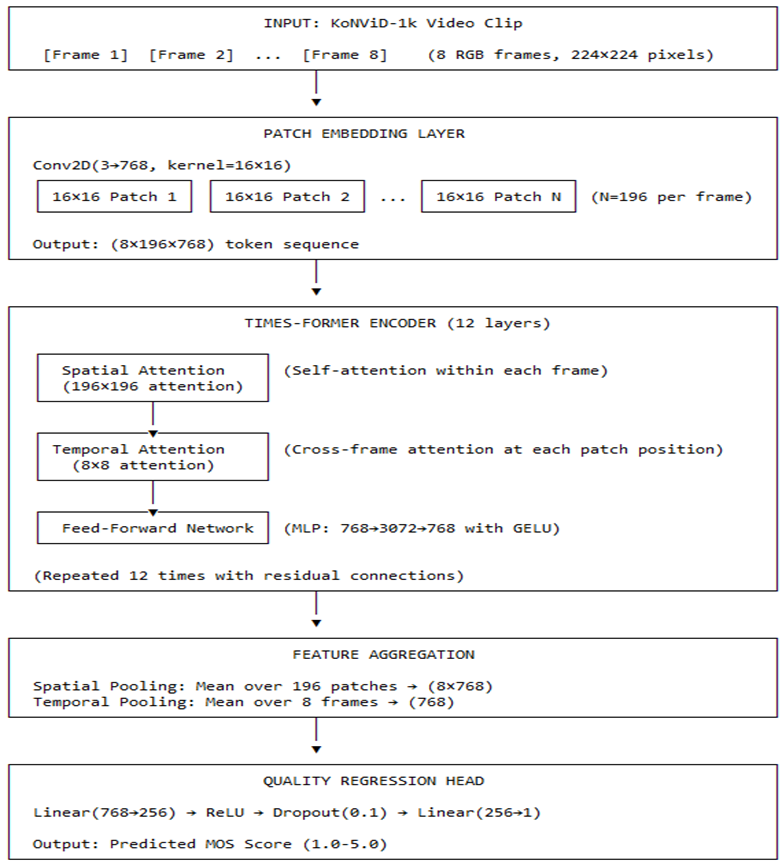 INPUT: KoNViD-1k Video Clip
[Frame 1] [Frame 2] ... [Frame 8] (8 RGB frames, 224×224 pixels)
PATCH EMBEDDING LAYER
Conv2D(3→768, kernel=16×16)
16×16 Patch 1 16×16 Patch 2 ... 16×16 Patch N (N=196 per frame)
Output: (8×196×768) token sequence
TIMES-FORMER ENCODER (12 layers)
Spatial Attention (Self-attention within each frame)
(196×196 attention)
Temporal Attention (Cross-frame attention at each patch position)
(8×8 attention)
Feed-Forward Network (MLP: 768→3072→768 with GELU)
(Repeated 12 times with residual connections)
FEATURE AGGREGATION
Spatial Pooling: Mean over 196 patches → (8×768)
Temporal Pooling: Mean over 8 frames → (768)
QUALITY REGRESSION HEAD
Linear(768→256) → ReLU → Dropout(0.1) → Linear(256→1)
Output: Predicted MOS Score (1.0-5.0)